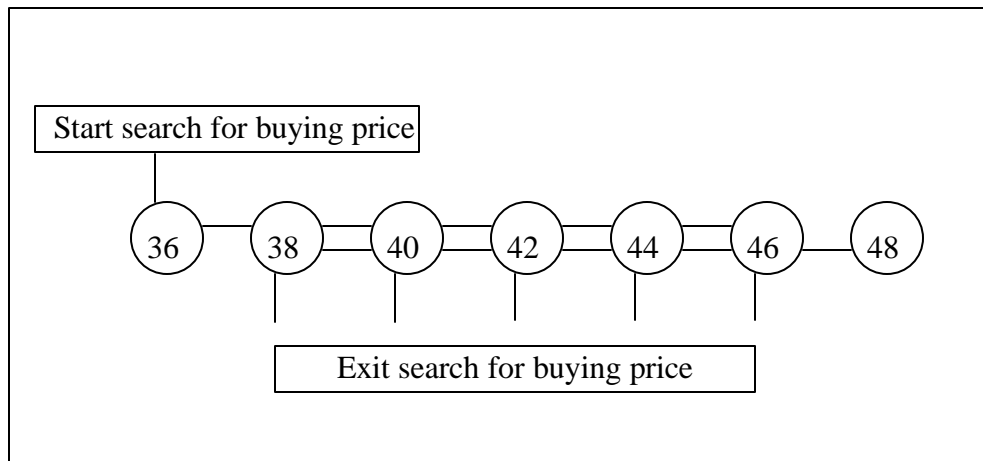 Start search for buying price
36 38 40 42 44 46 48
Exit search for buying price